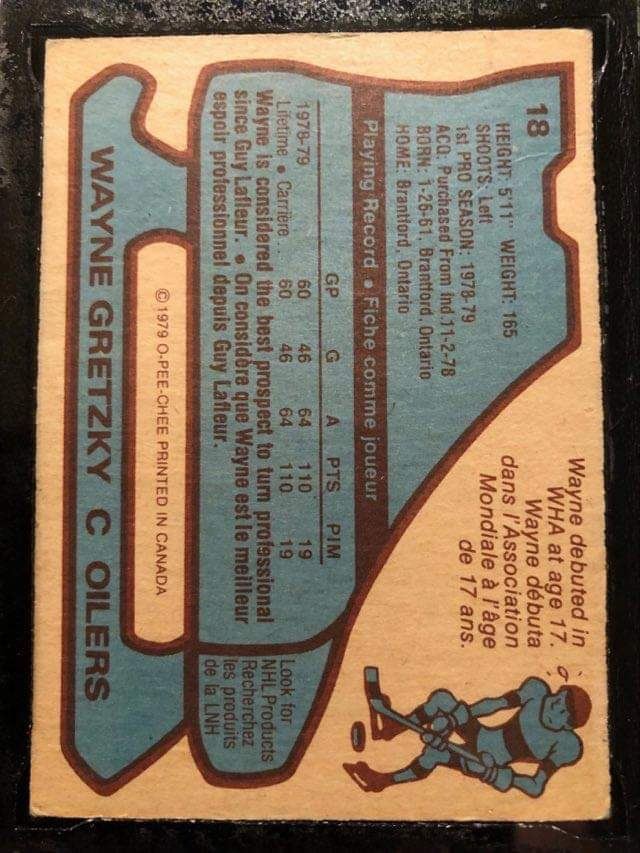 18
HEIGHT: 5'11" WEIGHT: 165
SHOOTS: Left
1st PRO SEASON: 1978-79
ACQ: Purchased From Ind 11-2-78
BORN: 1-26-61, Brantford, Ontario
HOME: Brantford, Ontario
Wayne debuted in
WHA at age 17.
Wayne débuta
dans l'Association
Mondiale à l'âge
de 17 ans.
Playing Record • Fiche comme joueur
GP G A PTS PIM
1978-79 60 46 64 110 19
Lifetime • Carrière... 60 46 64 110 19
Wayne is considered the best prospect to turn professional
since Guy Lafleur. • On considère que Wayne est le meilleur
espoir professionnel depuis Guy Lafleur.
Look for
NHL Products
Recherchez
les produits
de la LNH
© 1979 O-PEE-CHEE PRINTED IN CANADA
WAYNE GRETZKY C OILERS